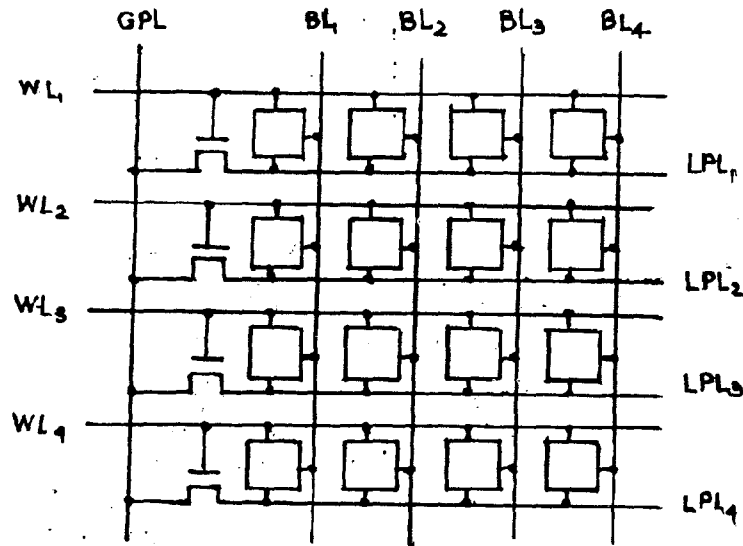 GPL BL₁ BL₂ BL₃ BL₄
WL₁
LPL₁
WL₂
LPL₂
WL₃
LPL₃
WL₄
LPL₄